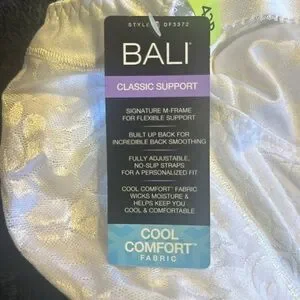 STYLE DF3372
BALI
CLASSIC SUPPORT
SIGNATURE M-FRAME
FOR FLEXIBLE SUPPORT
BUILT UP BACK FOR
INCREDIBLE BACK SMOOTHING
FULLY ADJUSTABLE,
NO-SLIP STRAPS
FOR A PERSONALIZED FIT
COOL COMFORT™ FABRIC
WICKS MOISTURE &
HELPS KEEP YOU
COOL & COMFORTABLE
COOL
COMFORT™
FABRIC